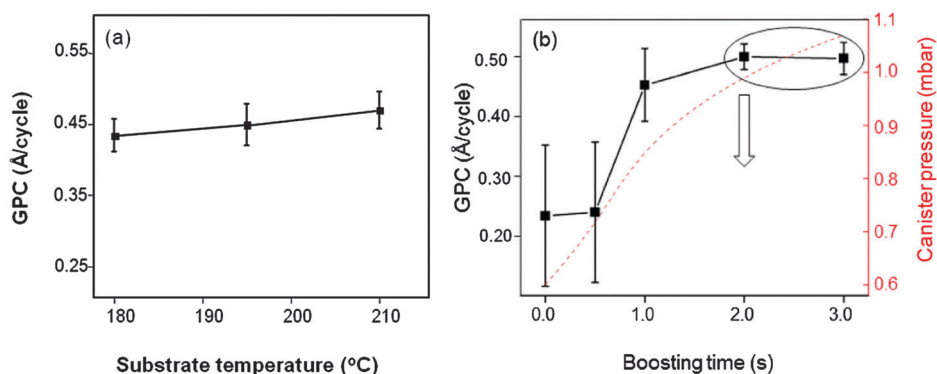 (a)
GPC (Å/cycle)
0.55
0.45
0.35
0.25
180 190 200 210
Substrate temperature (ºC)
(b)
GPC (Å/cycle)
0.50
0.40
0.30
0.20
0.0 1.0 2.0 3.0
Boosting time (s)
1.1
1.0
0.9
0.8
0.7
0.6
Canister pressure (mbar)